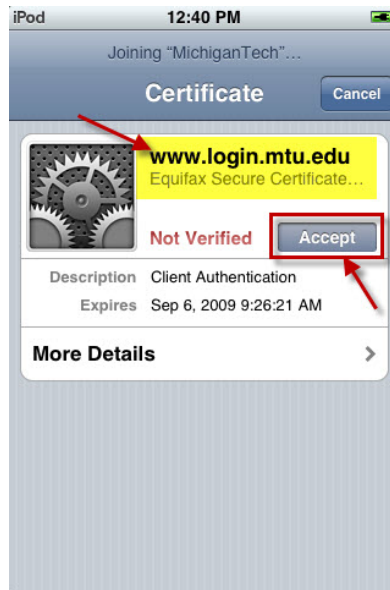 iPod 12:40 PM
Joining “MichiganTech”...
Certificate Cancel
www.login.mtu.edu
Equifax Secure Certificate...
Not Verified Accept
Description Client Authentication
Expires Sep 6, 2009 9:26:21 AM
More Details